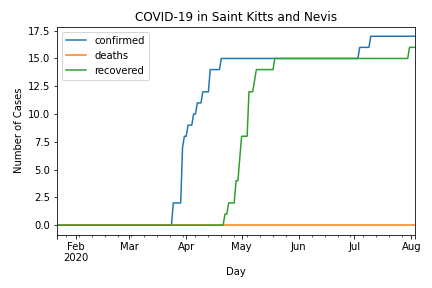 COVID-19 in Saint Kitts and Nevis
confirmed
deaths
recovered
Number of Cases
17.5
15.0
12.5
10.0
7.5
5.0
2.5
0.0
Feb Mar Apr May Jun Jul Aug
2020
Day